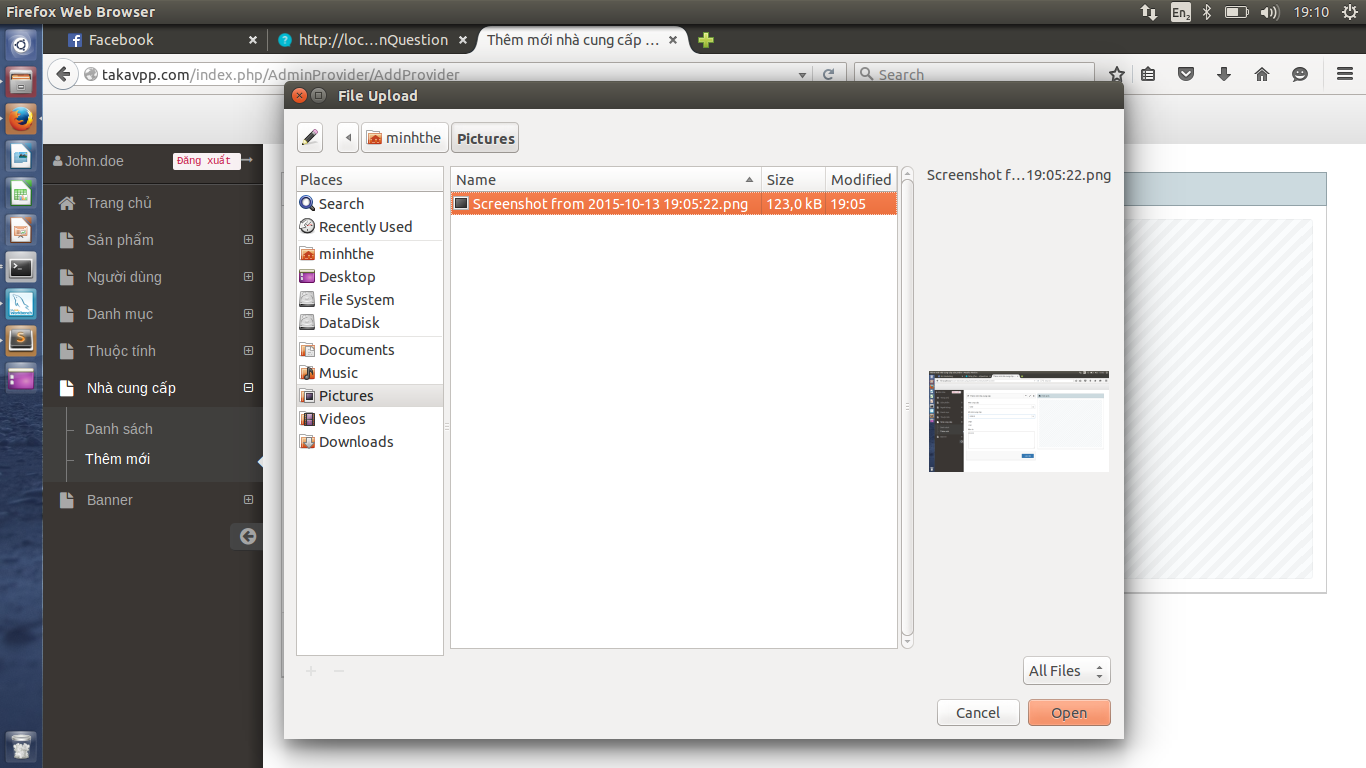 Firefox Web Browser
En2
19:10
Facebook
http://loc...nQuestion
Thêm mới nhà cung cấp ...
takavpp.com/index.php/AdminProvider/AddProvider
Search
File Upload
minhthe
Pictures
John.doe
Đăng xuất
Trang chủ
Sản phẩm
Người dùng
Danh mục
Thuộc tính
Nhà cung cấp
Danh sách
Thêm mới
Banner
Places
Search
Recently Used
minhthe
Desktop
File System
DataDisk
Documents
Music
Pictures
Videos
Downloads
Name
Size
Modified
Screenshot from 2015-10-13 19:05:22.png
123,0 kB
19:05
Screenshot f...19:05:22.png
All Files
Cancel
Open